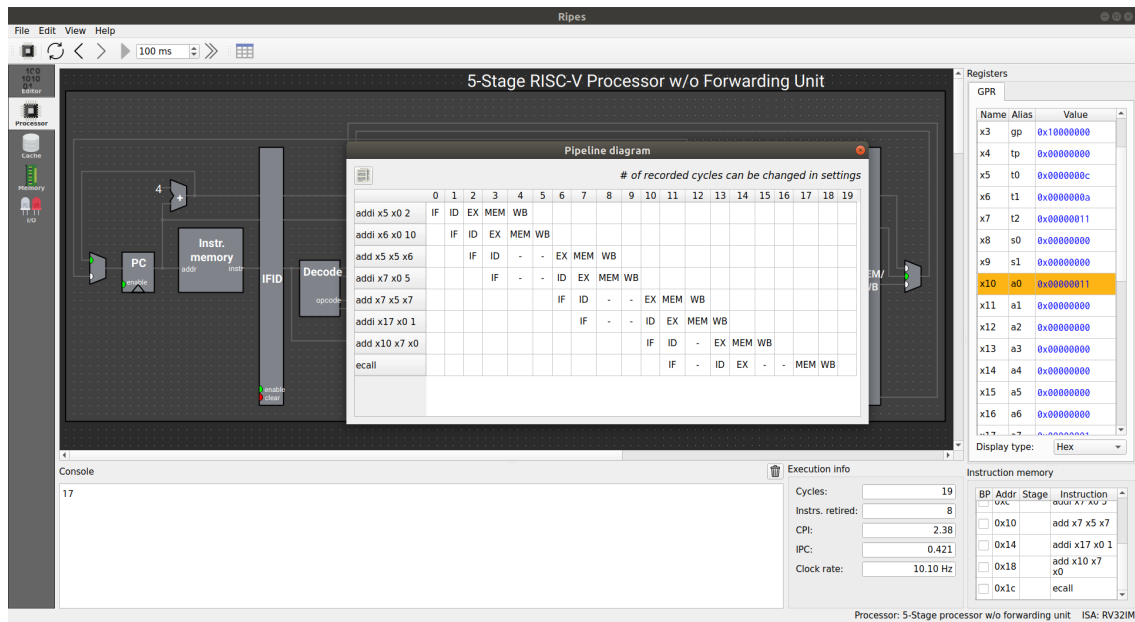 Ripes
File Edit View Help
100 ms
Editor
Processor
Cache
Memory
I/O
5-Stage RISC-V Processor w/o Forwarding Unit
4
+
PC
enable
Instr. memory
addr
instr
IFID
enable
clear
Decode
opcode
Pipeline diagram
# of recorded cycles can be changed in settings
0 1 2 3 4 5 6 7 8 9 10 11 12 13 14 15 16 17 18 19
addi x5 x0 2 IF ID EX MEM WB
addi x6 x0 10 IF ID EX MEM WB
add x5 x5 x6 IF ID - - EX MEM WB
addi x7 x0 5 IF - - ID EX MEM WB
add x7 x5 x7 IF ID - - EX MEM WB
addi x17 x0 1 IF - - ID EX MEM WB
add x10 x7 x0 IF ID - EX MEM WB
ecall IF - ID EX - - MEM WB
Registers
GPR
Name Alias Value
x3 gp 0x10000000
x4 tp 0x00000000
x5 t0 0x0000000c
x6 t1 0x0000000a
x7 t2 0x00000011
x8 s0 0x00000000
x9 s1 0x00000000
x10 a0 0x00000011
x11 a1 0x00000000
x12 a2 0x00000000
x13 a3 0x00000000
x14 a4 0x00000000
x15 a5 0x00000000
x16 a6 0x00000000
x17 a7 0x00000001
Display type: Hex
Console
17
Execution info
Cycles: 19
Instrs. retired: 8
CPI: 2.38
IPC: 0.421
Clock rate: 10.10 Hz
Instruction memory
BP Addr Stage Instruction
0xc addi x7 x0 5
0x10 add x7 x5 x7
0x14 addi x17 x0 1
0x18 add x10 x7 x0
0x1c ecall
Processor: 5-Stage processor w/o forwarding unit ISA: RV32IM